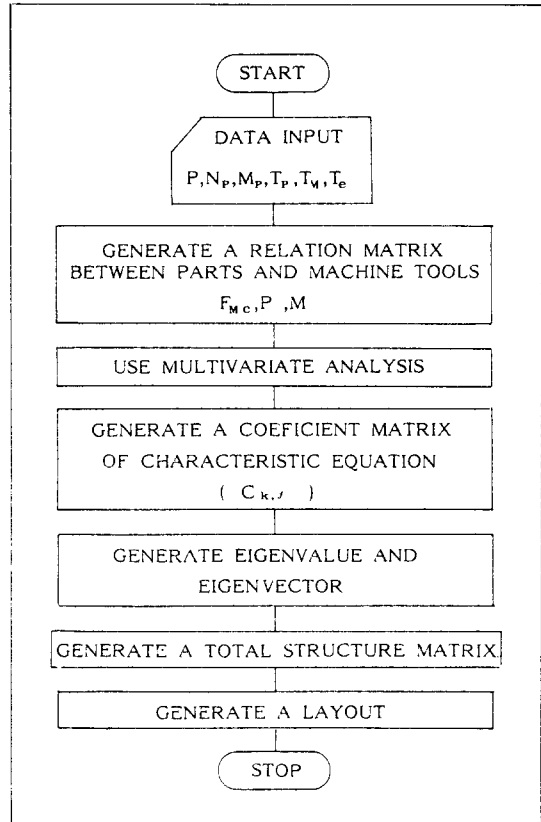 START
DATA INPUT
P,N_P,M_P,T_P,T_M,T_e
GENERATE A RELATION MATRIX
BETWEEN PARTS AND MACHINE TOOLS
F_MC,P ,M
USE MULTIVARIATE ANALYSIS
GENERATE A COEFICIENT MATRIX
OF CHARACTERISTIC EQUATION
( C_k,J )
GENERATE EIGENVALUE AND
EIGENVECTOR
GENERATE A TOTAL STRUCTURE MATRIX
GENERATE A LAYOUT
STOP